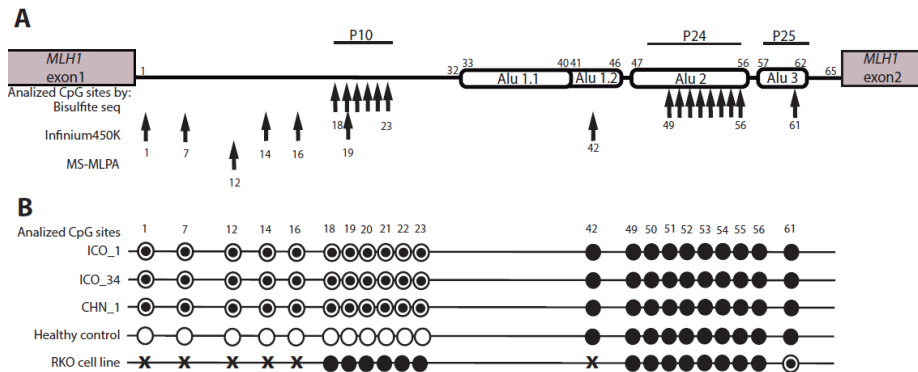 A
P10 P24 P25
MLH1 exon1
1
32
33
Alu 1.1
40
41
Alu 1.2
46
47
Alu 2
56
57
Alu 3
62
65
MLH1 exon2
Analized CpG sites by:
Bisulfite seq
18 23 49 56 61
Infinium450K
1 7 14 16 19 42
MS-MLPA
12
B
Analized CpG sites 1 7 12 14 16 18 19 20 21 22 23 42 49 50 51 52 53 54 55 56 61
ICO_1
ICO_34
CHN_1
Healthy control
RKO cell line X X X X X X